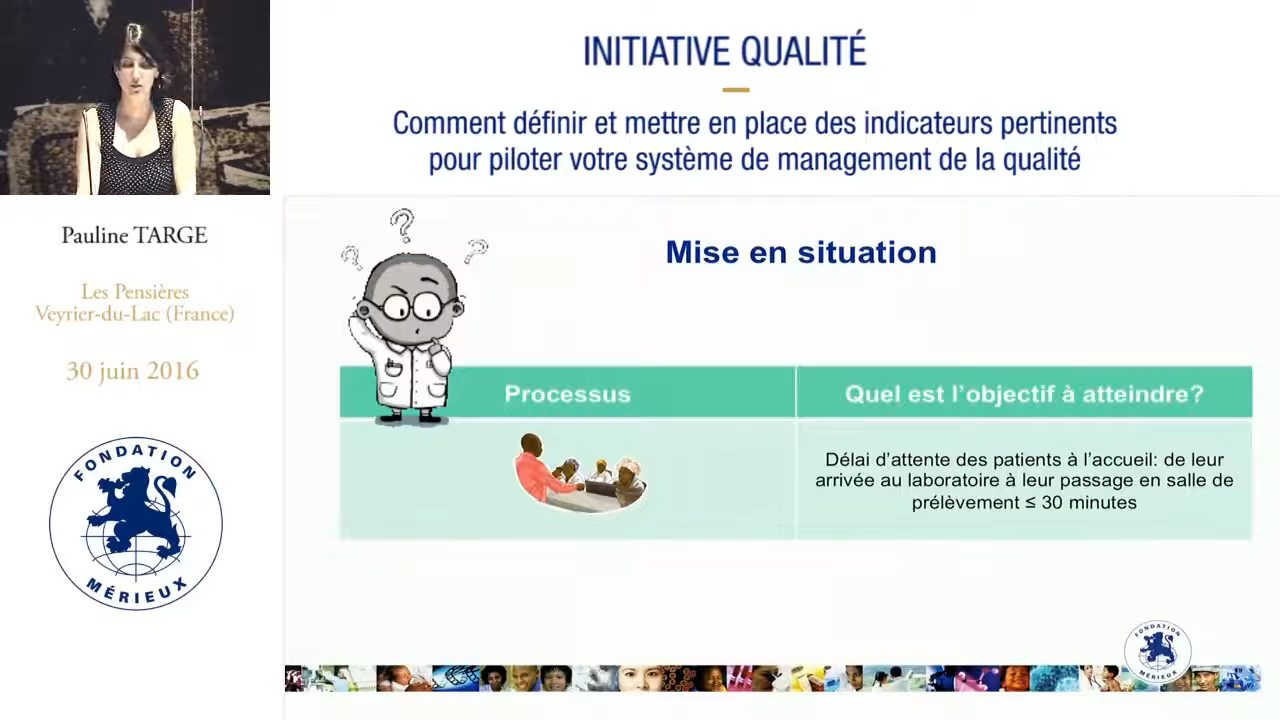 INITIATIVE QUALITÉ
Comment définir et mettre en place des indicateurs pertinents
pour piloter votre système de management de la qualité
Pauline TARGE
Les Pensières
Veyrier-du-Lac (France)
30 juin 2016
FONDATION
MÉRIEUX
? ? ?
Mise en situation
Processus
Quel est l’objectif à atteindre?
Délai d’attente des patients à l’accueil: de leur
arrivée au laboratoire à leur passage en salle de
prélèvement ≤ 30 minutes
FONDATION
MÉRIEUX